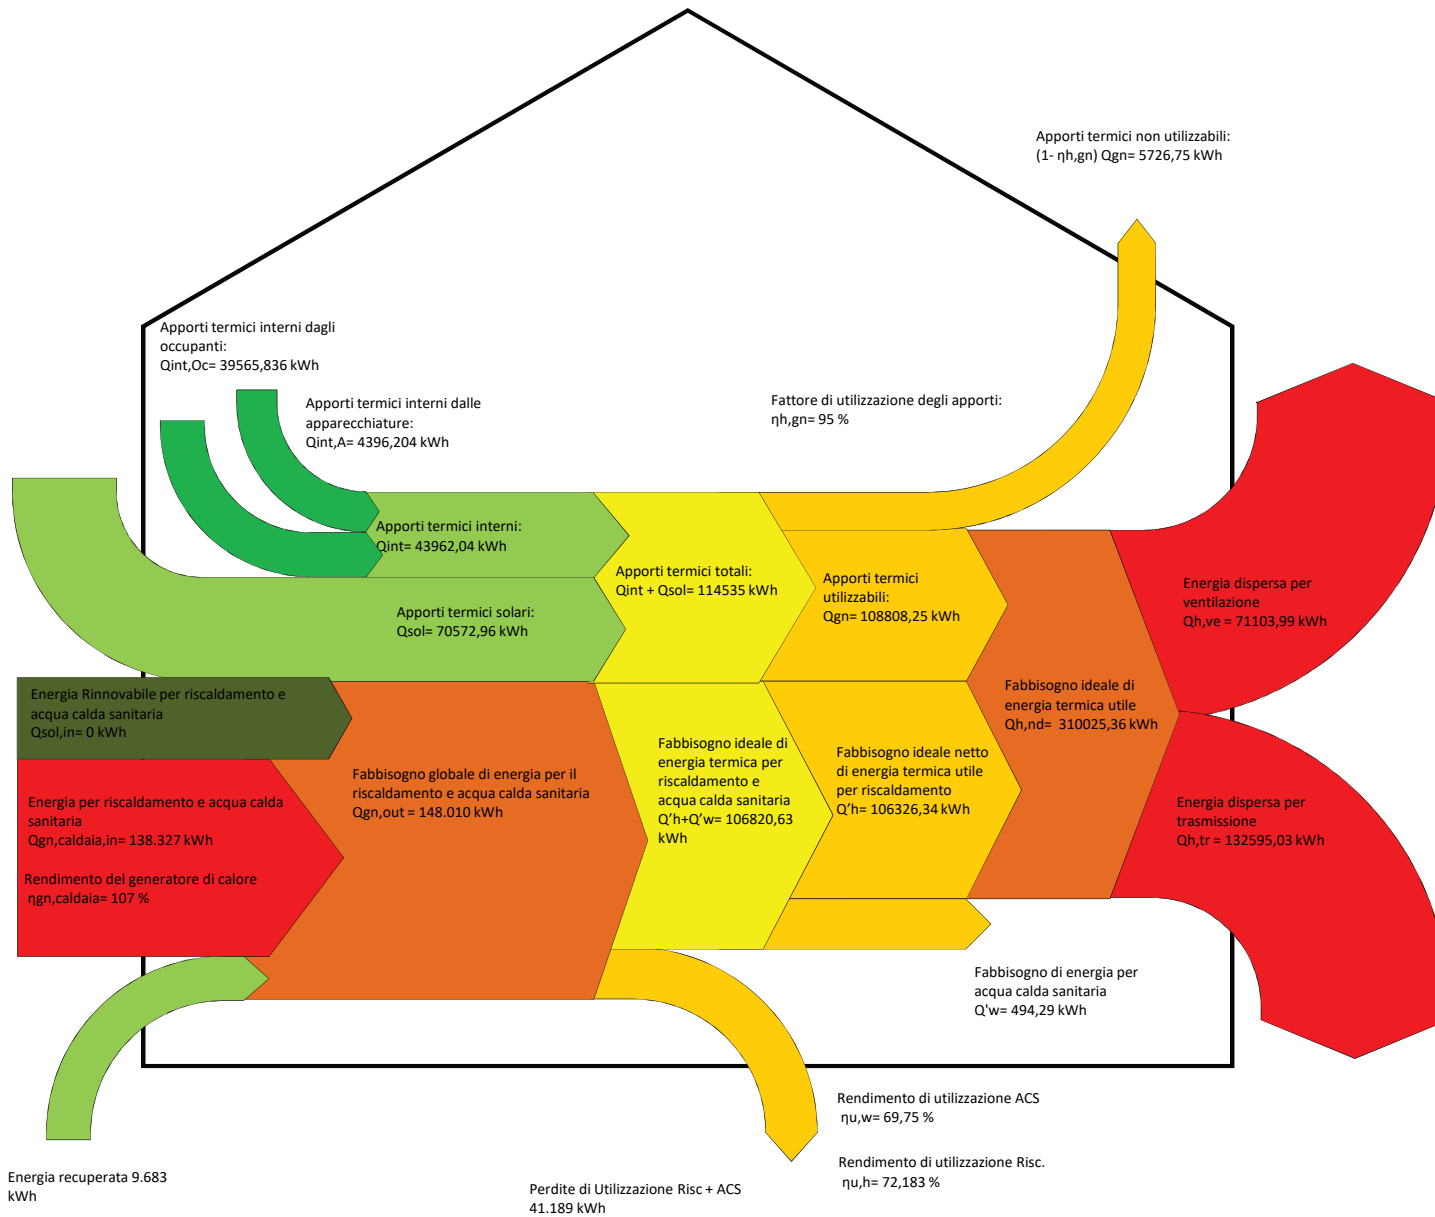 Apporti termici non utilizzabili:
(1- ηh,gn) Qgn= 5726,75 kWh
Apporti termici interni dagli
occupanti:
Qint,Oc= 39565,836 kWh
Apporti termici interni dalle
apparecchiature:
Qint,A= 4396,204 kWh
Fattore di utilizzazione degli apporti:
ηh,gn= 95 %
Apporti termici interni:
Qint= 43962,04 kWh
Apporti termici totali:
Qint + Qsol= 114535 kWh
Apporti termici
utilizzabili:
Qgn= 108808,25 kWh
Energia dispersa per
ventilazione
Qh,ve = 71103,99 kWh
Apporti termici solari:
Qsol= 70572,96 kWh
Energia Rinnovabile per riscaldamento e
acqua calda sanitaria
Qsol,in= 0 kWh
Fabbisogno ideale di
energia termica utile
Qh,nd=  310025,36 kWh
Fabbisogno globale di energia per il
riscaldamento e acqua calda sanitaria
Qgn,out = 148.010 kWh
Fabbisogno ideale di
energia termica per
riscaldamento e
acqua calda sanitaria
Q’h+Q’w= 106820,63
kWh
Fabbisogno ideale netto
di energia termica utile
per riscaldamento
Q’h= 106326,34 kWh
Energia per riscaldamento e acqua calda
sanitaria
Qgn,caldaia,in= 138.327 kWh
Rendimento del generatore di calore
ηgn,caldaia= 107 %
Energia dispersa per
trasmissione
Qh,tr = 132595,03 kWh
Fabbisogno di energia per
acqua calda sanitaria
Q'w= 494,29 kWh
Rendimento di utilizzazione ACS
ηu,w= 69,75 %
Rendimento di utilizzazione Risc.
ηu,h= 72,183 %
Energia recuperata 9.683
kWh
Perdite di Utilizzazione Risc + ACS
41.189 kWh